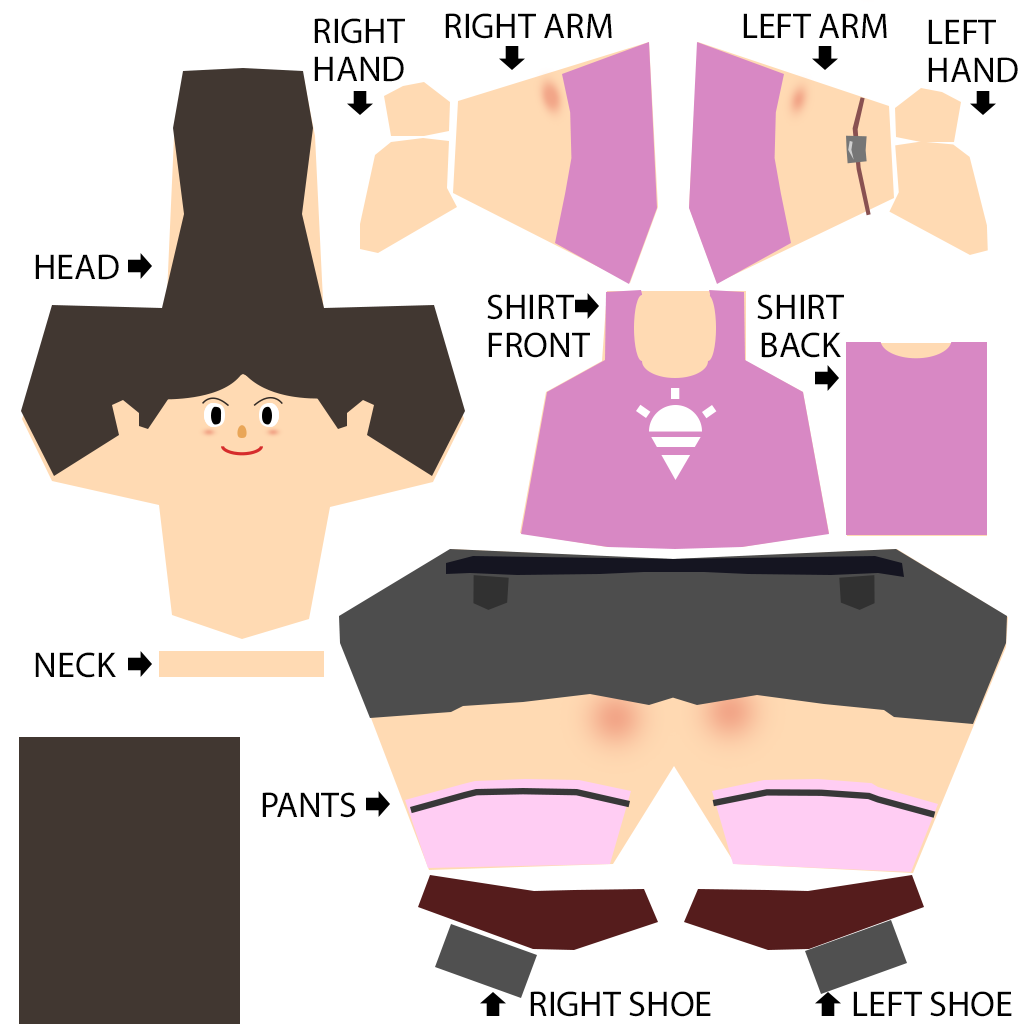 RIGHT HAND
RIGHT ARM
LEFT ARM
LEFT HAND
HEAD
SHIRT FRONT
SHIRT BACK
NECK
PANTS
RIGHT SHOE
LEFT SHOE